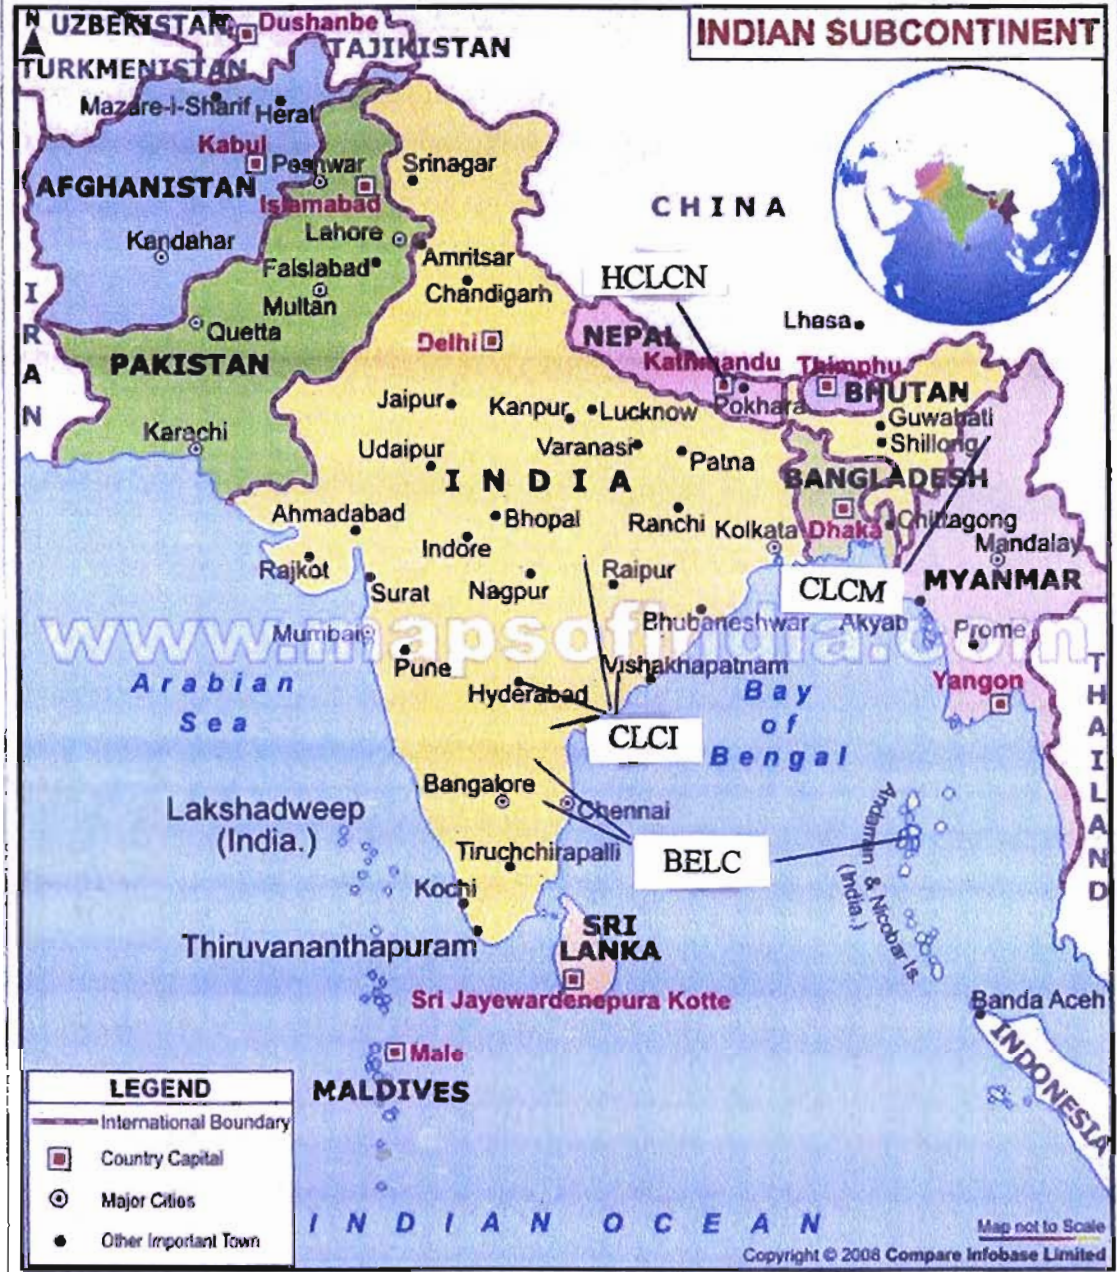 N
UZBEKISTAN
Dushanbe
TAJIKISTAN
TURKMENISTAN
INDIAN SUBCONTINENT
Mazare-i-Sharif
Herat
Kabul
Peshwar
Srinagar
AFGHANISTAN
Islamabad
CHINA
Kandahar
Lahore
Amritsar
Faislabad
Chandigarh
Multan
HCLCN
IRAN
Quetta
Delhi
NEPAL
Lhasa
PAKISTAN
Kathmandu
Thimphu
BHUTAN
Jaipur
Kanpur
Lucknow
Pokhara
Guwahati
Karachi
Udaipur
Varanasi
Patna
Shillong
INDIA
BANGLADESH
Ahmadabad
Bhopal
Ranchi
Kolkata
Dhaka
Chittagong
Indore
Mandalay
Rajkot
Surat
Nagpur
Raipur
CLCM
MYANMAR
Bhubaneshwar
Akyab
Prome
www.mapsofindia.com
Mumbai
Pune
Vishakhapatnam
Arabian
Sea
Hyderabad
Bay
of
Bengal
Yangon
THAILAND
CLCI
Bangalore
Chennai
Lakshadweep
(India.)
Andaman & Nicobar Is.
(India.)
Tiruchchirapalli
BELC
Kochi
SRI
LANKA
Thiruvananthapuram
Sri Jayewardenepura Kotte
Banda Aceh
INDONESIA
Male
MALDIVES
LEGEND
International Boundary
Country Capital
Major Cities
Other Important Town
INDIAN OCEAN
Map not to Scale
Copyright © 2008 Compare Infobase Limited